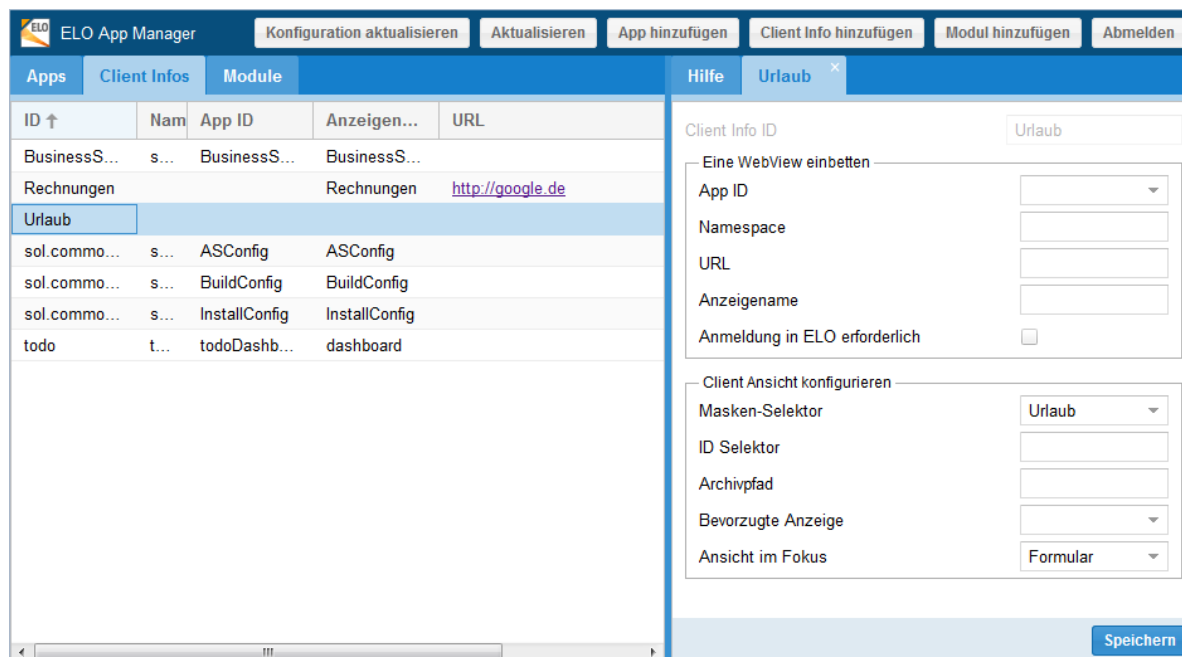 ELO ELO App Manager Konfiguration aktualisieren Aktualisieren App hinzufügen Client Info hinzufügen Modul hinzufügen Abmelden
Apps Client Infos Module
ID Nam App ID Anzeigen... URL
BusinessS... s... BusinessS... BusinessS...
Rechnungen Rechnungen http://google.de
Urlaub
sol.commo... s... ASConfig ASConfig
sol.commo... s... BuildConfig BuildConfig
sol.commo... s... InstallConfig InstallConfig
todo t... todoDashb... dashboard
Hilfe Urlaub
Client Info ID Urlaub
Eine WebView einbetten
App ID
Namespace
URL
Anzeigename
Anmeldung in ELO erforderlich
Client Ansicht konfigurieren
Masken-Selektor Urlaub
ID Selektor
Archivpfad
Bevorzugte Anzeige
Ansicht im Fokus Formular
Speichern